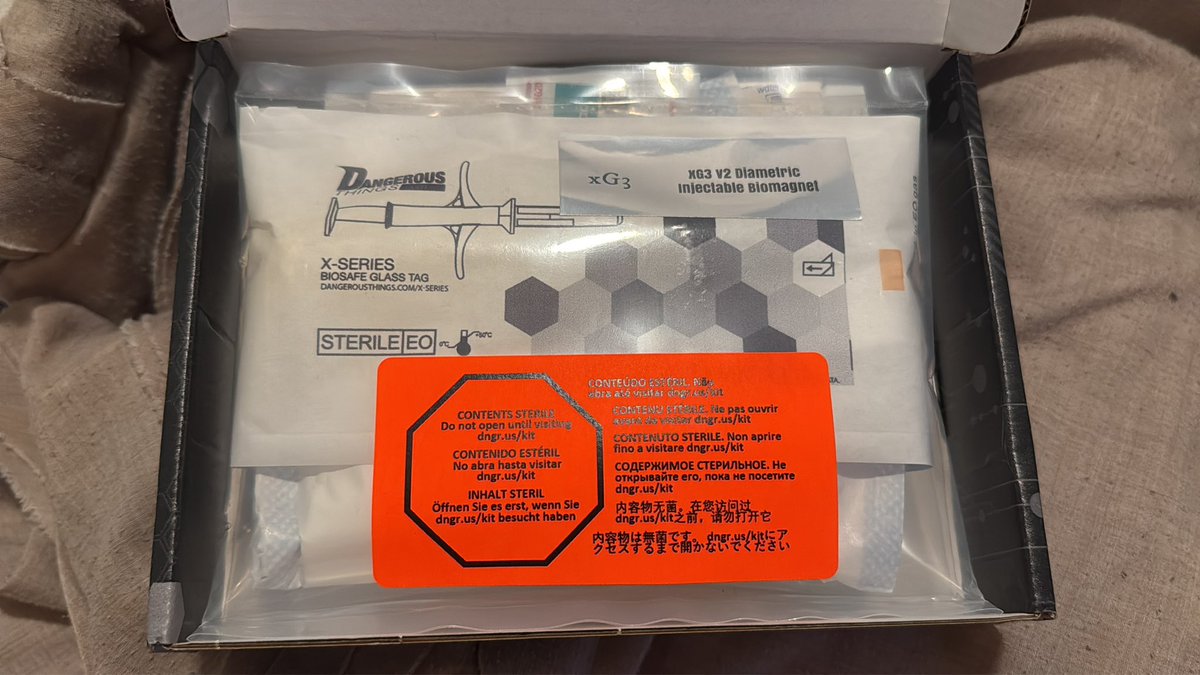 DANGEROUS
THINGS
xG3
XG3 V2 Diametric
Injectable Biomagnet
X-SERIES
BIOSAFE GLASS TAG
DANGEROUSTHINGS.COM/X-SERIES
STERILE EO
0°C
CONTENTS STERILE
Do not open until visiting
dngr.us/kit
CONTENIDO ESTÉRIL
No abra hasta visitar
dngr.us/kit
INHALT STERIL
Öffnen Sie es erst, wenn Sie
dngr.us/kit besucht haben
CONTEÚDO ESTÉRIL. Não
abra até visitar dngr.us/kit
CONTENU STÉRILE. Ne pas ouvrir
avant de visiter dngr.us/kit
CONTENUTO STERILE. Non aprire
fino a visitare dngr.us/kit
СОДЕРЖИМОЕ СТЕРИЛЬНОЕ. Не
открывайте его, пока не посетите
dngr.us/kit
内容物无菌。在您访问过
dngr.us/kit之前，请勿打开它
内容物は無菌です。 dngr.us/kitにア
クセスするまで開かないでください